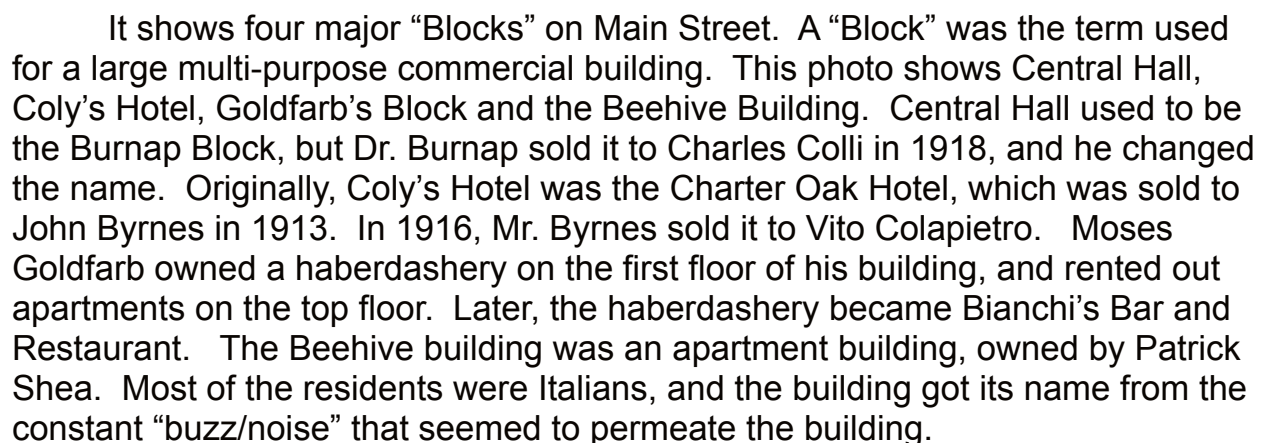 It shows four major “Blocks” on Main Street.  A “Block” was the term used
for a large multi-purpose commercial building.  This photo shows Central Hall,
Coly’s Hotel, Goldfarb’s Block and the Beehive Building.  Central Hall used to be
the Burnap Block, but Dr. Burnap sold it to Charles Colli in 1918, and he changed
the name.  Originally, Coly’s Hotel was the Charter Oak Hotel, which was sold to
John Byrnes in 1913.  In 1916, Mr. Byrnes sold it to Vito Colapietro.   Moses
Goldfarb owned a haberdashery on the first floor of his building, and rented out
apartments on the top floor.  Later, the haberdashery became Bianchi’s Bar and
Restaurant.   The Beehive building was an apartment building, owned by Patrick
Shea.  Most of the residents were Italians, and the building got its name from the
constant “buzz/noise” that seemed to permeate the building.